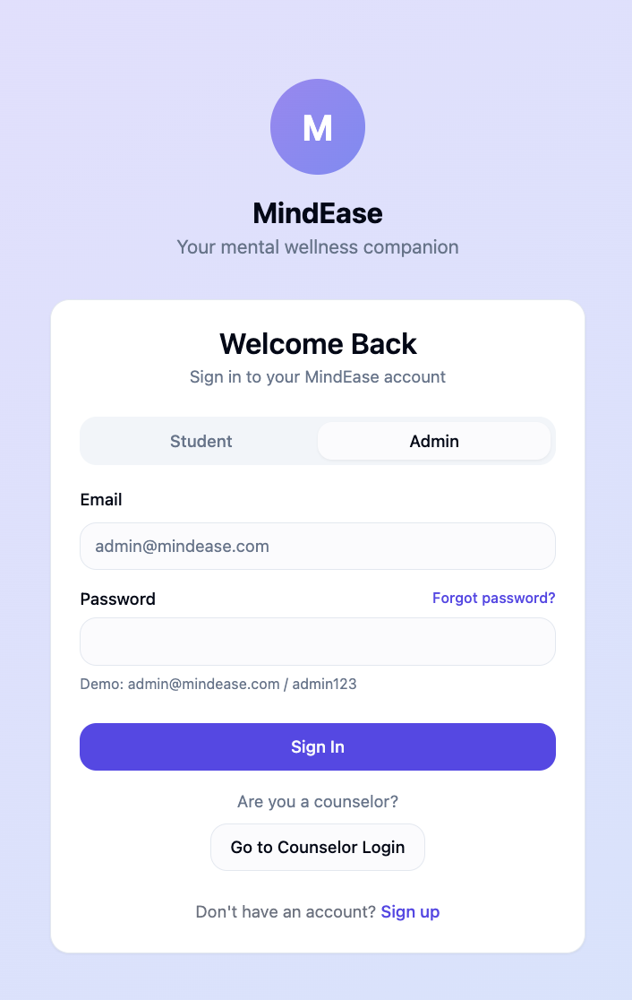 M
MindEase
Your mental wellness companion
Welcome Back
Sign in to your MindEase account
Student Admin
Email
admin@mindease.com
Password Forgot password?
Demo: admin@mindease.com / admin123
Sign In
Are you a counselor?
Go to Counselor Login
Don't have an account? Sign up